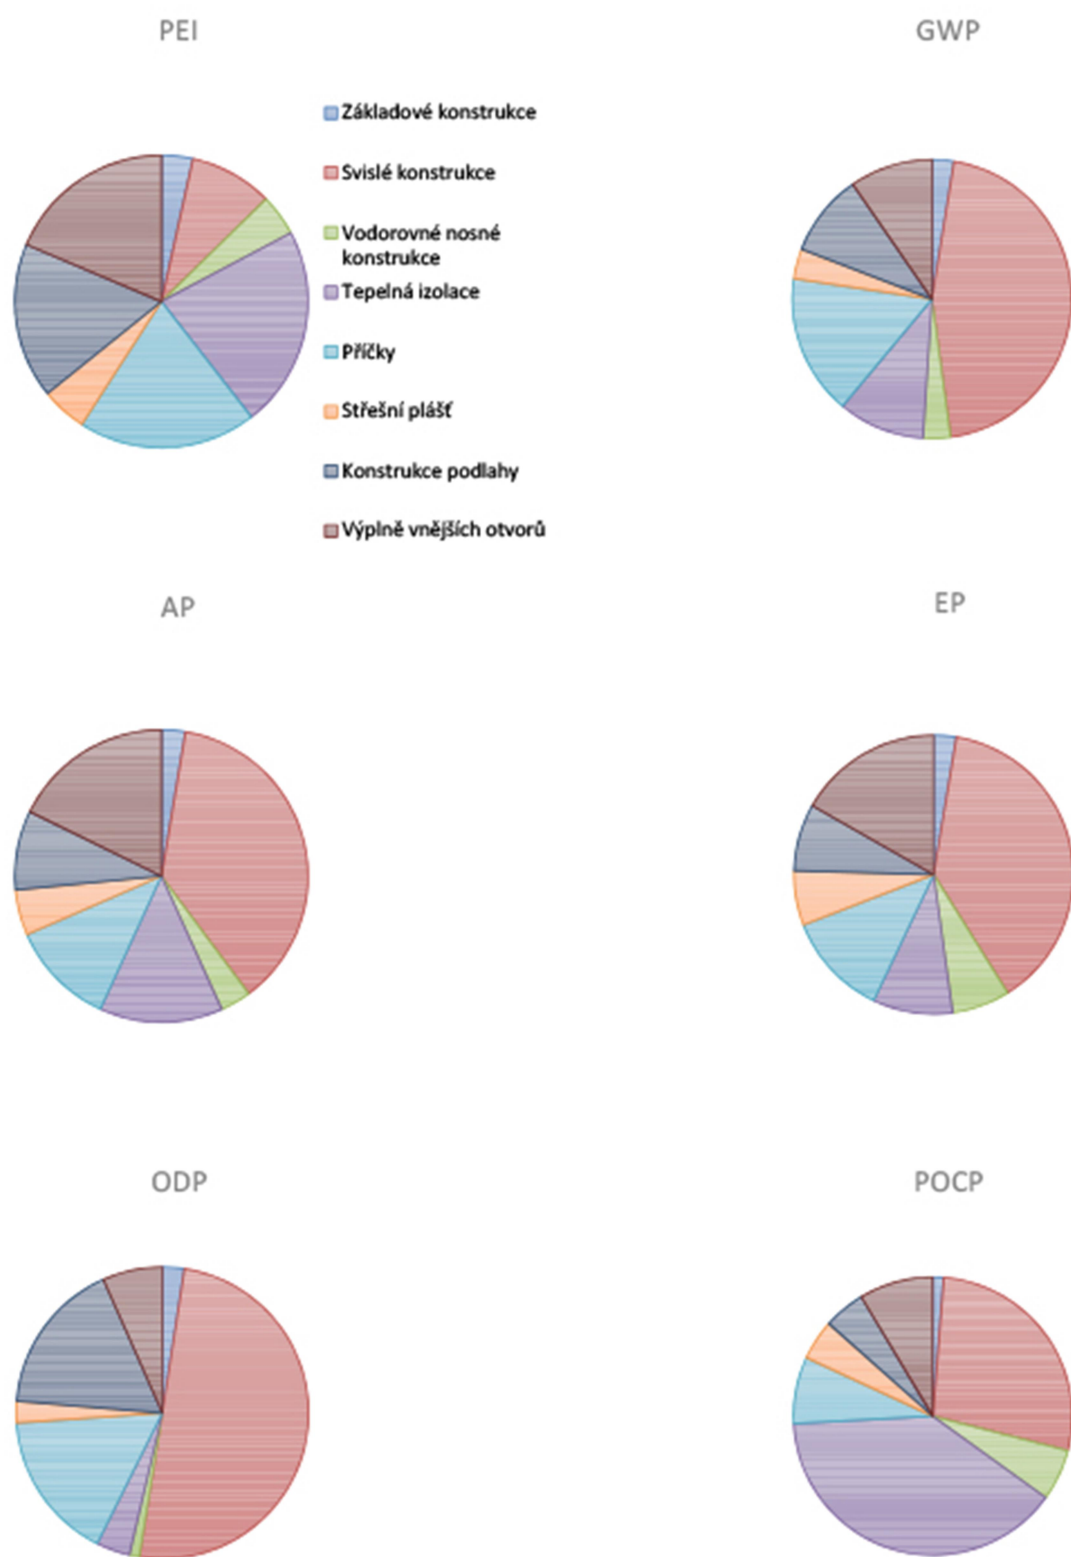 PEI
GWP
Základové konstrukce
Svislé konstrukce
Vodorovné nosné
konstrukce
Tepelná izolace
Příčky
Střešní plášť
Konstrukce podlahy
Výplně vnějších otvorů
AP
EP
ODP
POCP